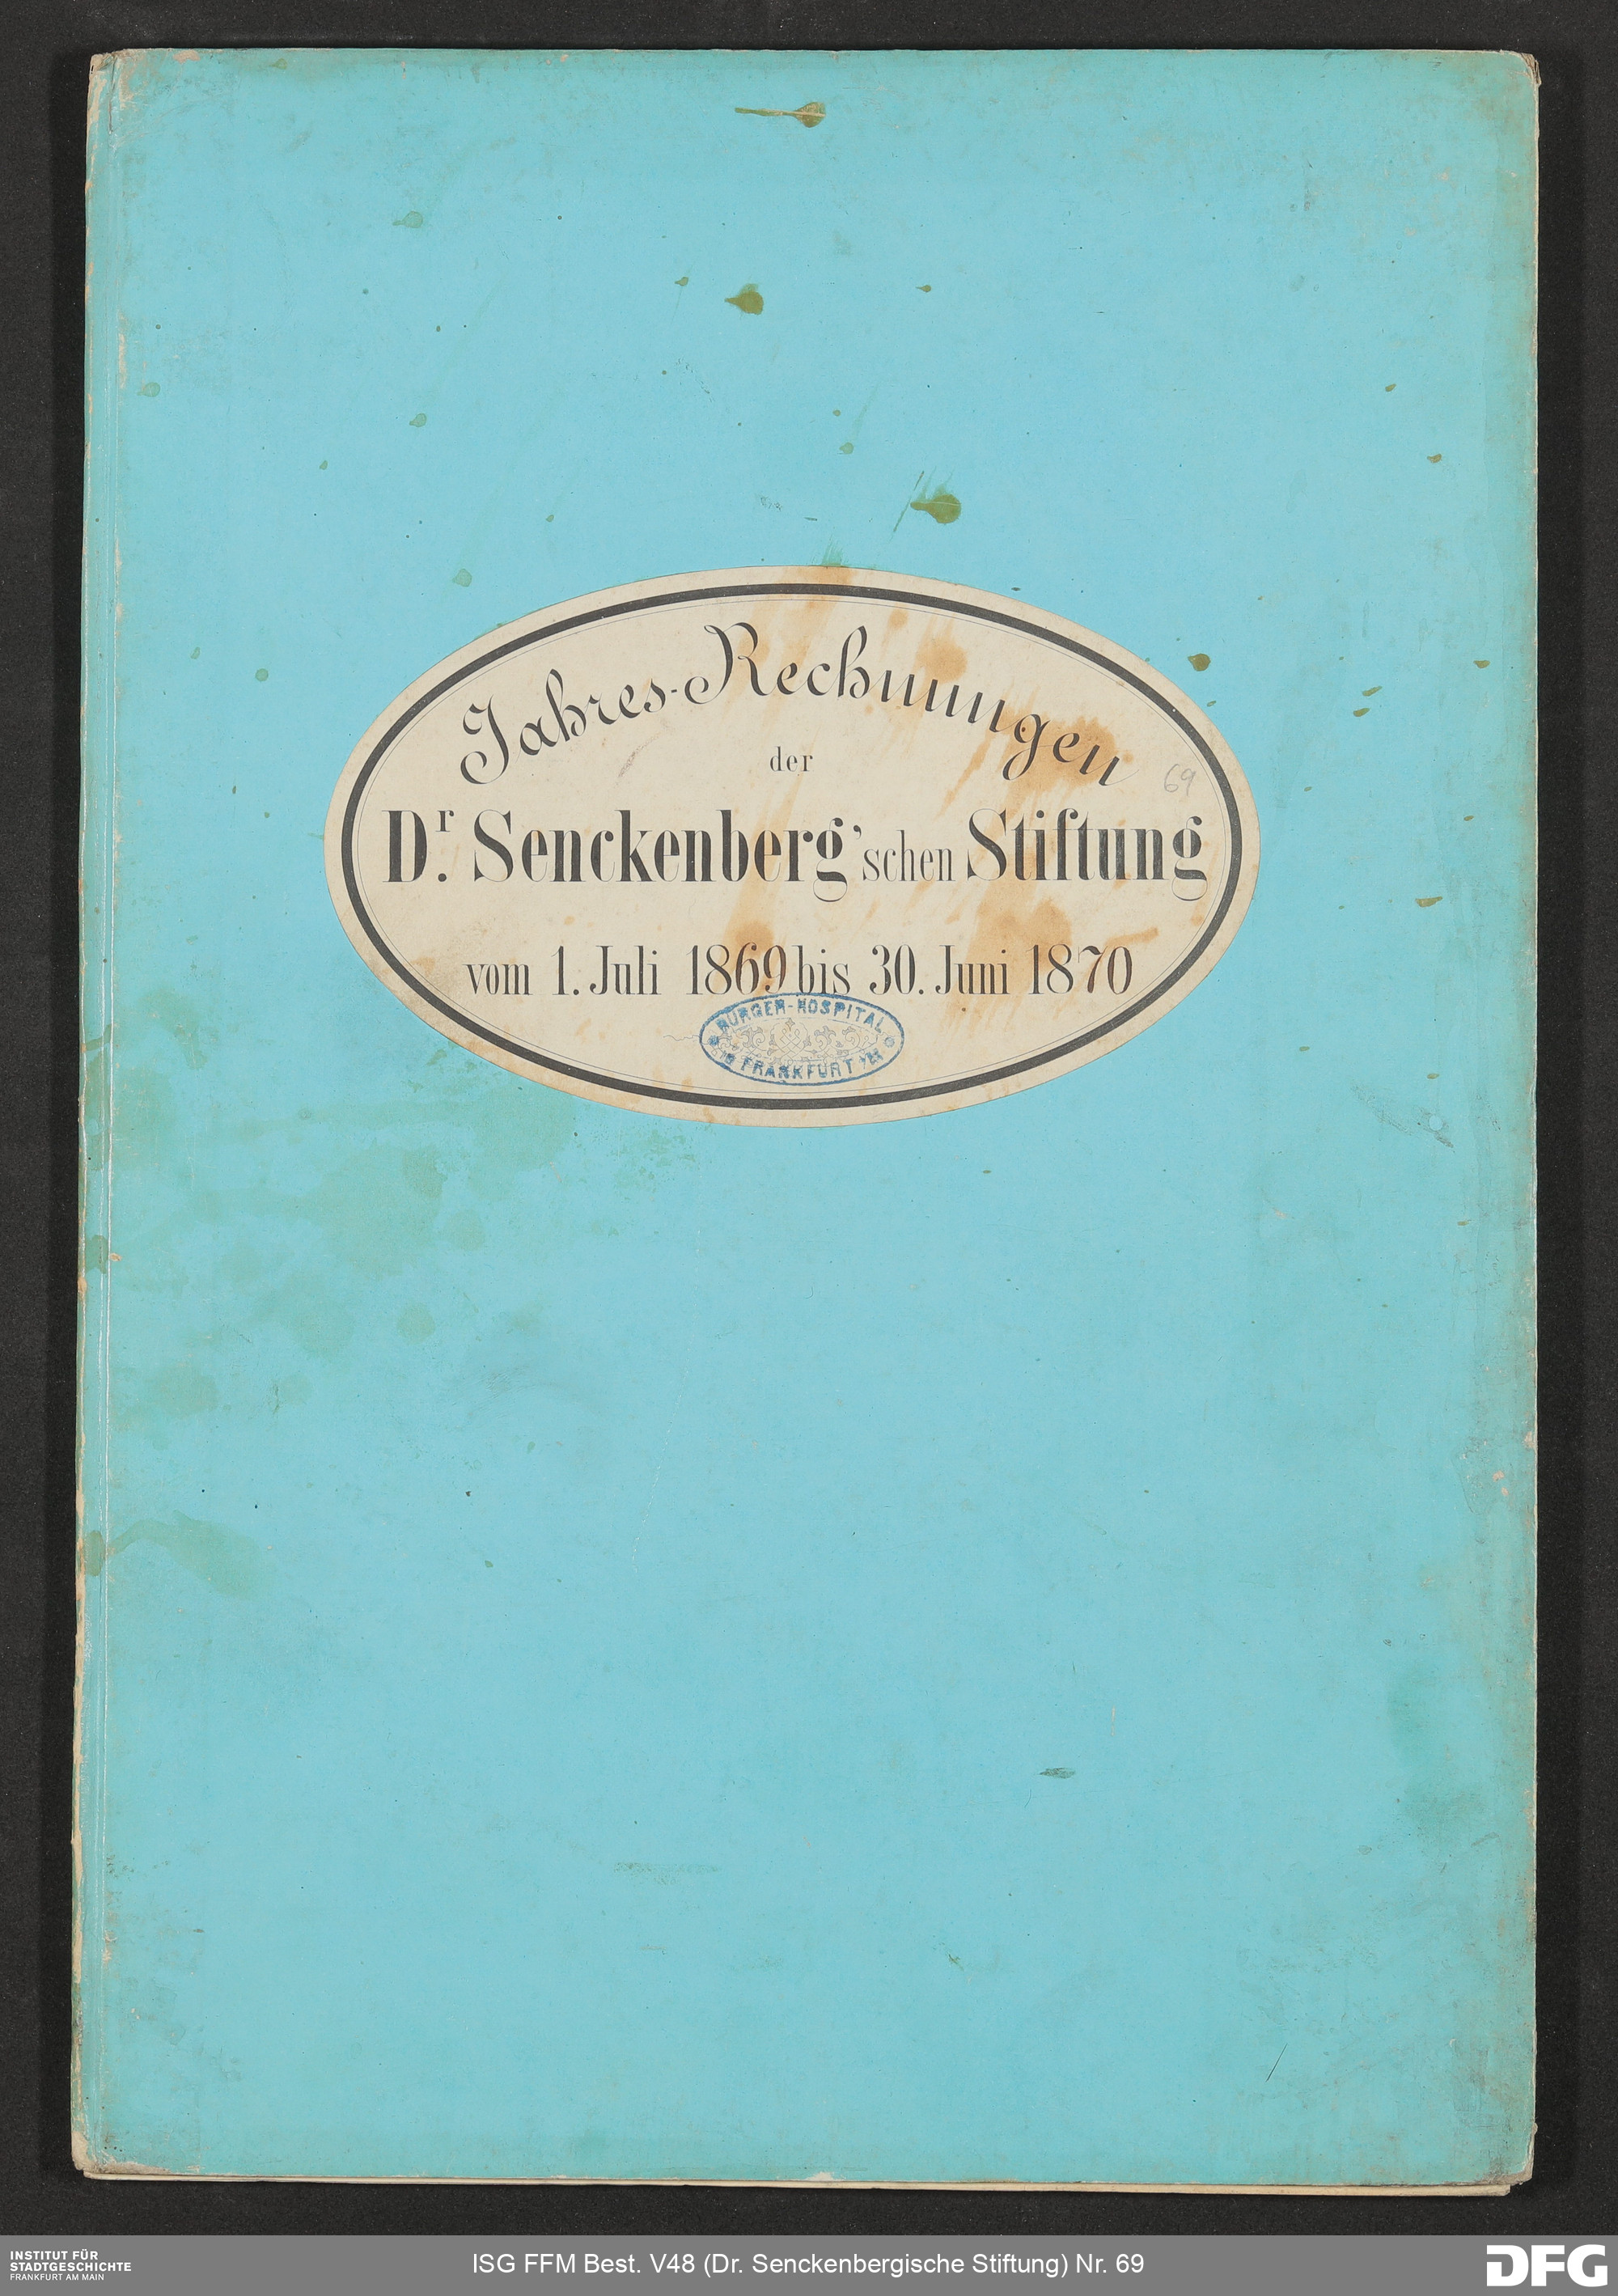 Jahres-Rechnungen
der
69
Dr. Senckenberg'schen Stiftung
vom 1. Juli 1869 bis 30. Juni 1870
BÜRGER-HOSPITAL
FRANKFURT
INSTITUT FÜR
STADTGESCHICHTE
FRANKFURT AM MAIN
ISG FFM Best. V48 (Dr. Senckenbergische Stiftung) Nr. 69
DFG